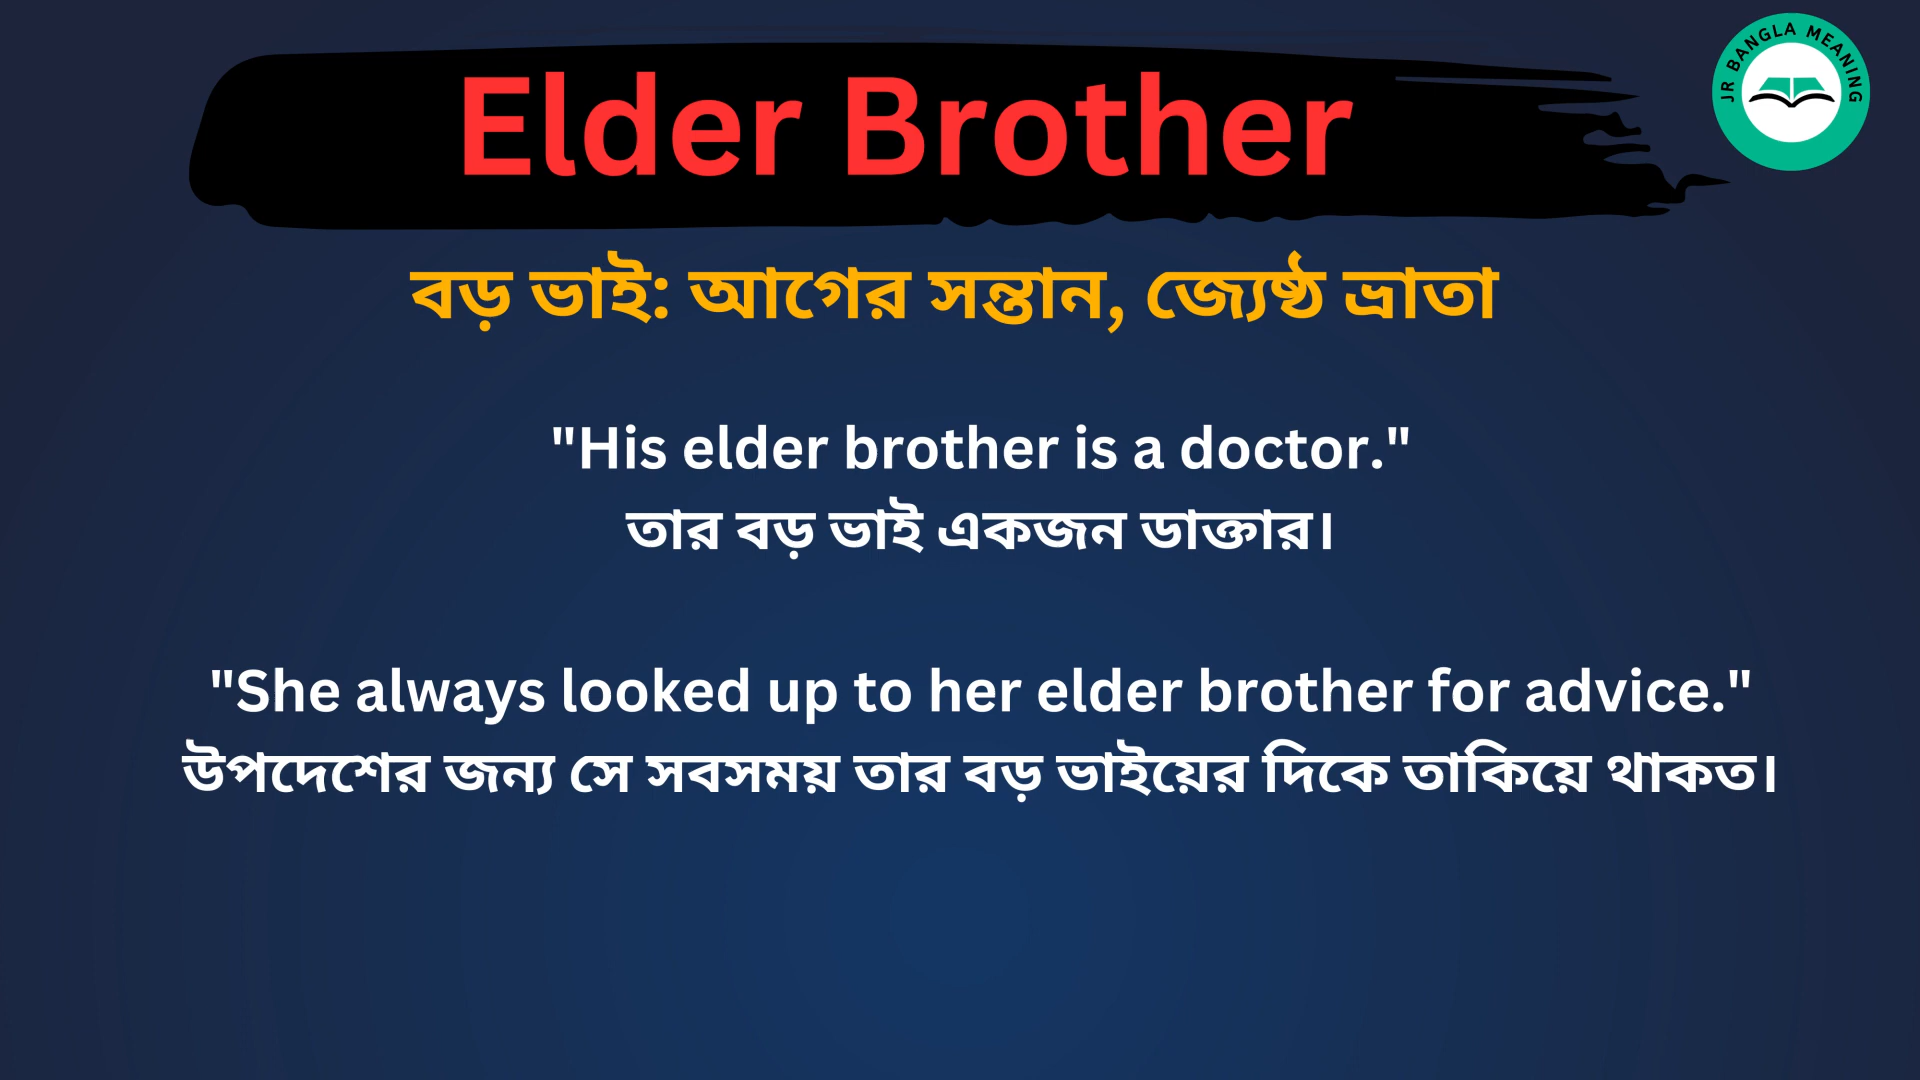 JR BANGLA MEANING
Elder Brother
বড় ভাই: আগের সন্তান, জ্যেষ্ঠ ভ্রাতা
"His elder brother is a doctor."
তার বড় ভাই একজন ডাক্তার।
"She always looked up to her elder brother for advice."
উপদেশের জন্য সে সবসময় তার বড় ভাইয়ের দিকে তাকিয়ে থাকত।